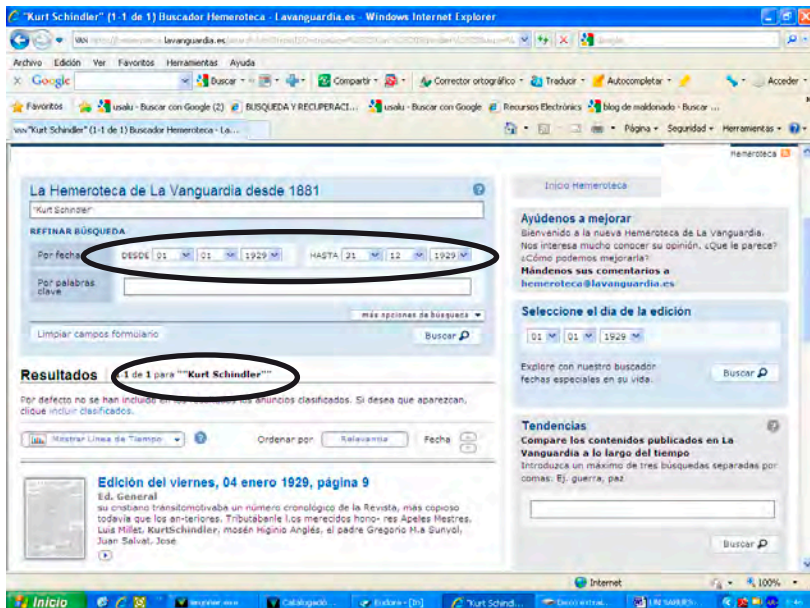 "Kurt Schindler" (1-1 de 1) Buscador Hemeroteca - Lavanguardia.es - Windows Internet Explorer
lavanguardia.es
Archivo Edición Ver Favoritos Herramientas Ayuda
Google Buscar Compartir Corrector ortográfico Traducir Autocompletar Acceder
Favoritos usalu - Buscar con Google (2) BUSQUEDA Y RECUPERACI... usalu - Buscar con Google Recursos Electrónics blog de maldonado - Buscar ...
"Kurt Schindler" (1-1 de 1) Buscador Hemeroteca - La... Página Seguridad Herramientas
Hemeroteca
La Hemeroteca de La Vanguardia desde 1881
"Kurt Schindler"
REFINAR BÚSQUEDA
Por fecha DESDE 01 01 1929 HASTA 31 12 1929
Por palabras clave
más opciones de búsqueda
Limpiar campos formulario Buscar
Resultados 1-1 de 1 para ""Kurt Schindler""
Por defecto no se han incluido en los resultados los anuncios clasificados. Si desea que aparezcan,
clique incluir clasificados.
Mostrar Línea de Tiempo Ordenar por Relevancia Fecha
Edición del viernes, 04 enero 1929, página 9
Ed. General
su cristiano transitomotivaba un número cronológico de la Revista, más copioso
todavía que los an-teriores. Tributábanle l.os merecidos hono- res Apeles Mestres,
Luis Millet, KurtSchindler, mosén Higinio Anglés, el padre Gregorio M.a Sunyol,
Juan Salvat, Jose
Inicio Hemeroteca
Ayúdenos a mejorar
Bienvenido a la nueva Hemeroteca de La Vanguardia.
Nos interesa mucho conocer su opinión. ¿Que le parece?
¿Cómo podemos mejorarla?
Mándenos sus comentarios a
hemeroteca@lavanguardia.es
Seleccione el día de la edición
01 01 1929
Explore con nuestro buscador
fechas especiales en su vida.
Buscar
Tendencias
Compare los contenidos publicados en La
Vanguardia a lo largo del tiempo
Introduzca un máximo de tres búsquedas separadas por
comas. Ej. guerra, paz
Buscar
Internet 100%
Inicio Eudora - [In] "Kurt Schind...